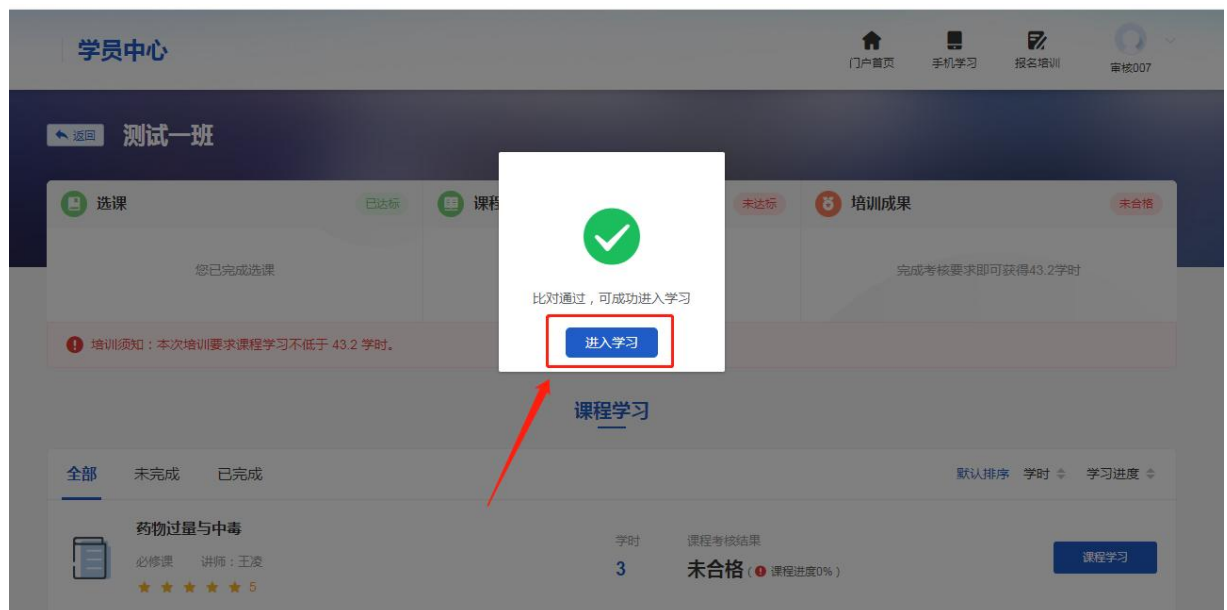 学员中心
门户首页
手机学习
报名培训
审核007
返回
测试一班
选课
已达标
课程
未达标
培训成果
未合格
您已完成选课
完成考核要求即可获得43.2学时
比对通过，可成功进入学习
进入学习
培训须知：本次培训要求课程学习不低于 43.2 学时。
课程学习
全部 未完成 已完成
默认排序 学时 学习进度
药物过量与中毒
必修课 讲师：王凌
5
学时
3
课程考核结果
未合格（课程进度0%）
课程学习